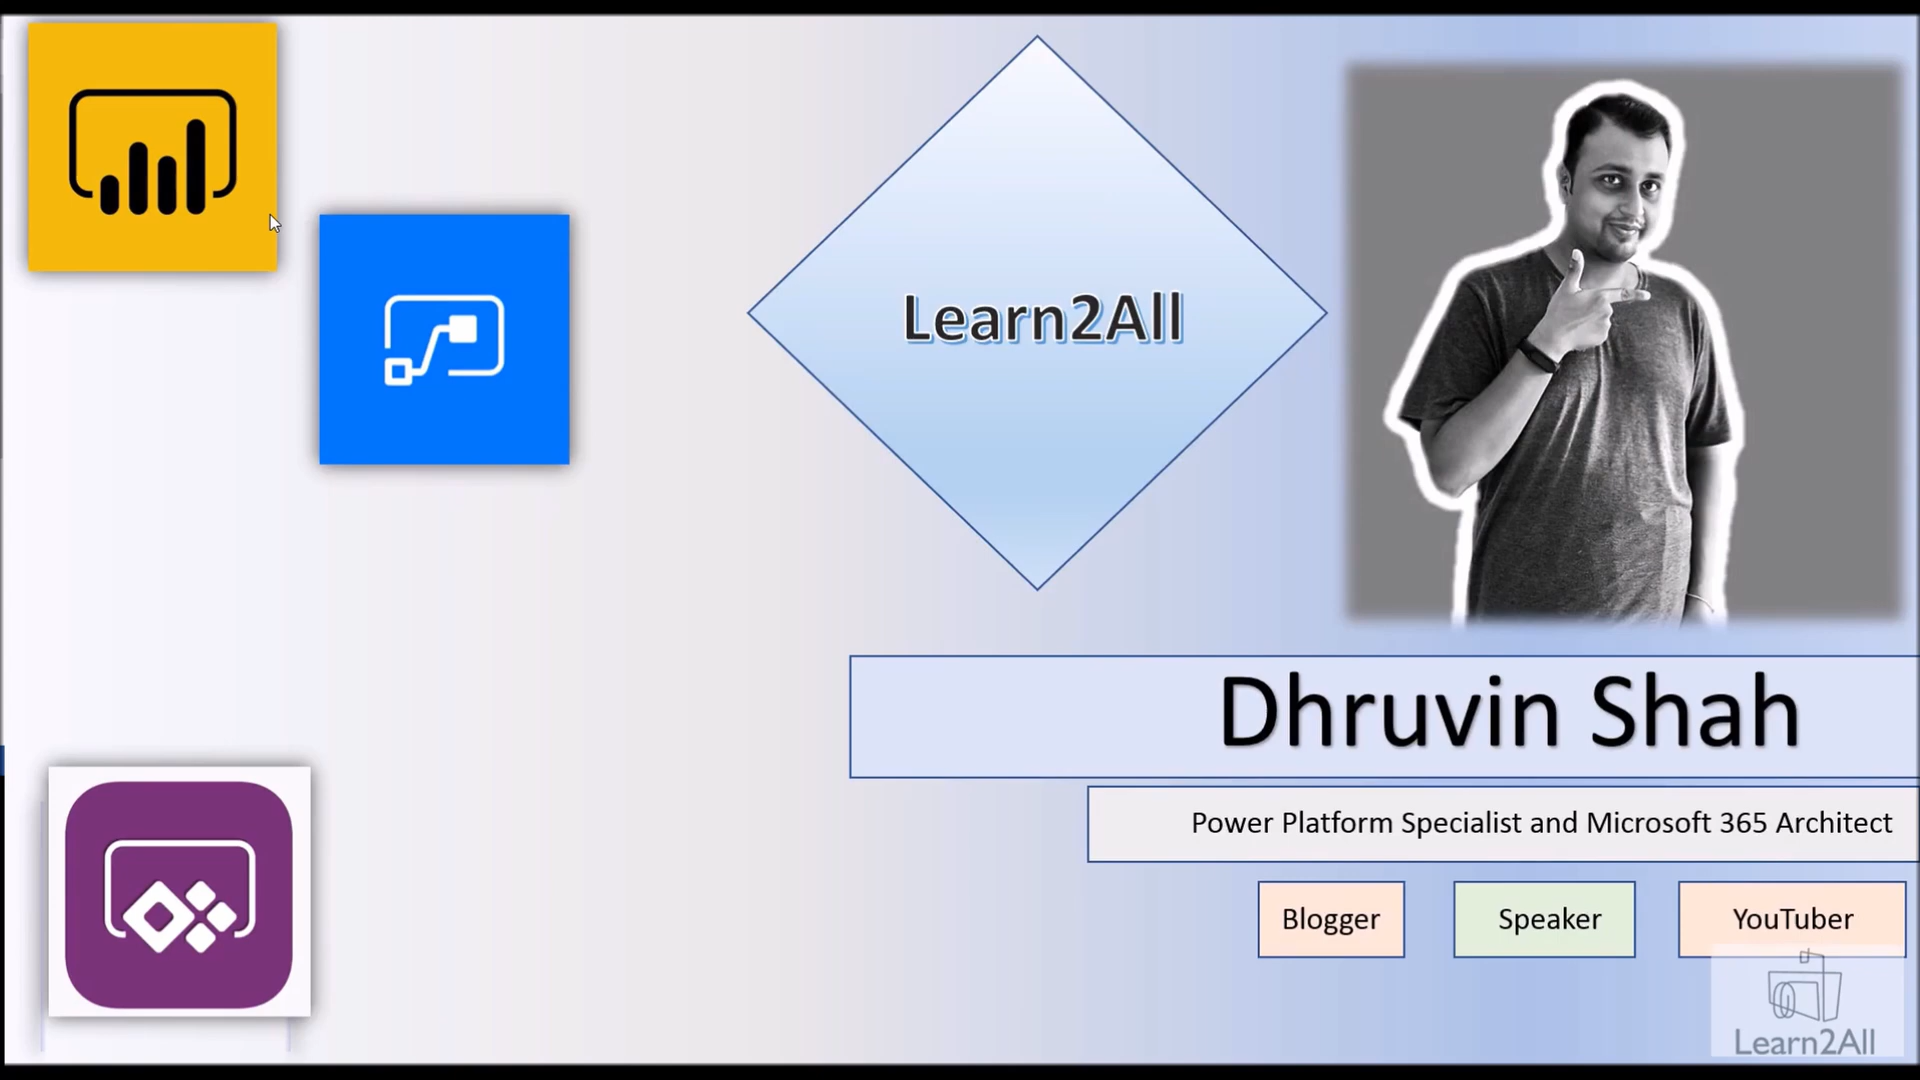 Learn2All
Dhruvin Shah
Power Platform Specialist and Microsoft 365 Architect
Blogger
Speaker
YouTuber
Learn2All